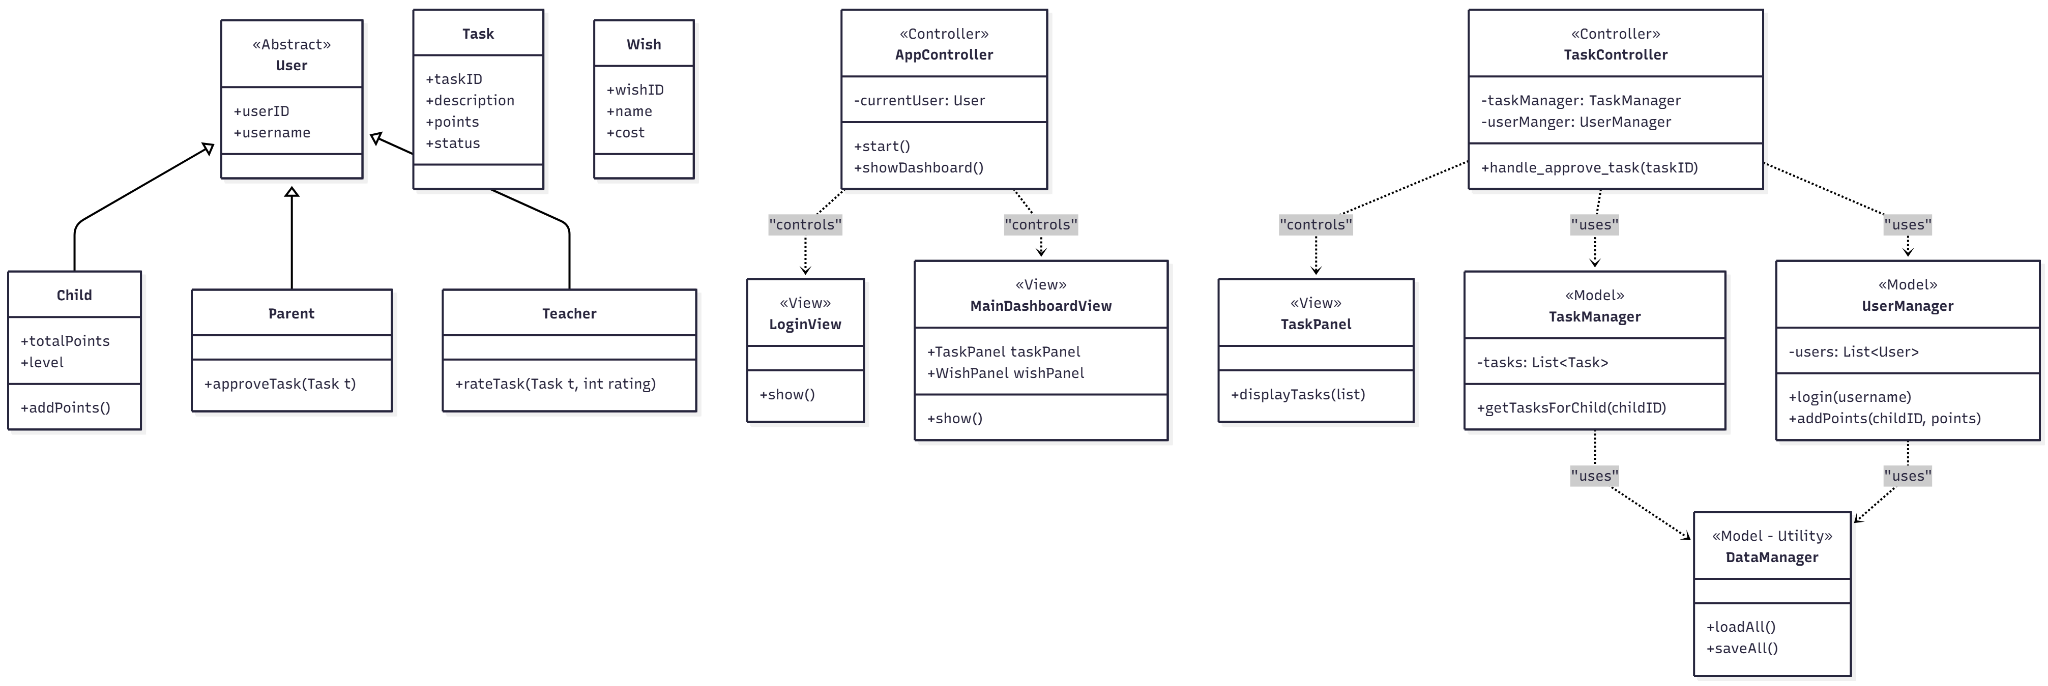 «Abstract»
User
+userID
+username
Task
+taskID
+description
+points
+status
Wish
+wishID
+name
+cost
«Controller»
AppController
-currentUser: User
+start()
+showDashboard()
«Controller»
TaskController
-taskManager: TaskManager
-userManger: UserManager
+handle_approve_task(taskID)
"controls"
"controls"
"controls"
"uses"
"uses"
Child
+totalPoints
+level
+addPoints()
Parent
+approveTask(Task t)
Teacher
+rateTask(Task t, int rating)
«View»
LoginView
+show()
«View»
MainDashboardView
+TaskPanel taskPanel
+WishPanel wishPanel
+show()
«View»
TaskPanel
+displayTasks(list)
«Model»
TaskManager
-tasks: List<Task>
+getTasksForChild(childID)
«Model»
UserManager
-users: List<User>
+login(username)
+addPoints(childID, points)
"uses"
"uses"
«Model - Utility»
DataManager
+loadAll()
+saveAll()